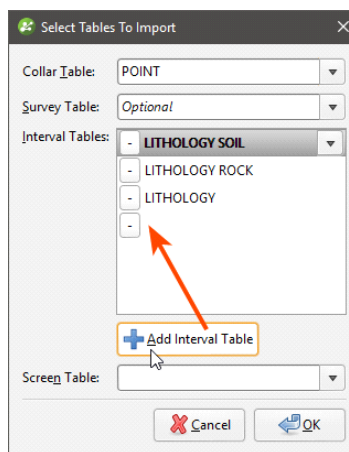 Select Tables To Import
Collar Table: POINT
Survey Table: Optional
Interval Tables: - LITHOLOGY SOIL
- LITHOLOGY ROCK
- LITHOLOGY
-
Add Interval Table
Screen Table:
Cancel OK